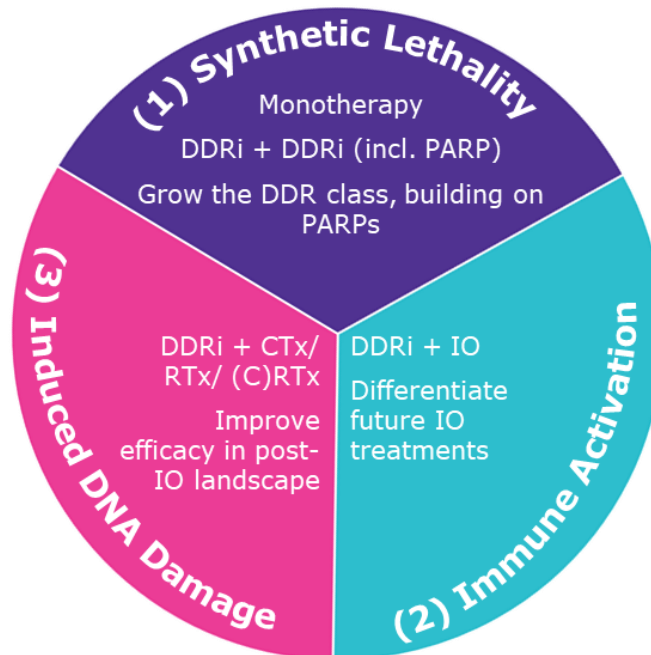 (1) Synthetic Lethality
Monotherapy
DDRi + DDRi (incl. PARP)
Grow the DDR class, building on
PARPs
(2) Immune Activation
DDRi + IO
Differentiate
future IO
treatments
(3) Induced DNA Damage
DDRi + CTx/
RTx/ (C)RTx
Improve
efficacy in post-
IO landscape